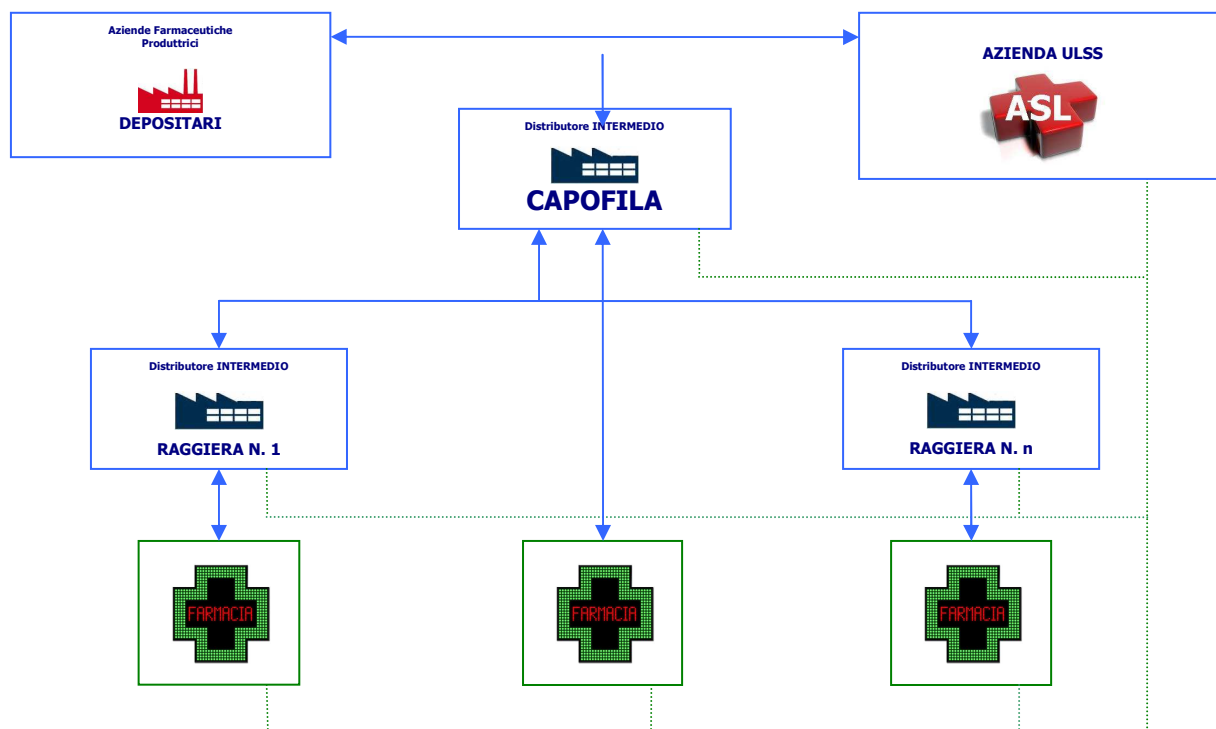 Aziende Farmaceutiche
Produttrici
DEPOSITARI
AZIENDA ULSS
ASL
Distributore INTERMEDIO
CAPOFILA
Distributore INTERMEDIO
RAGGIERA N. 1
Distributore INTERMEDIO
RAGGIERA N. n
FARMACIA
FARMACIA
FARMACIA